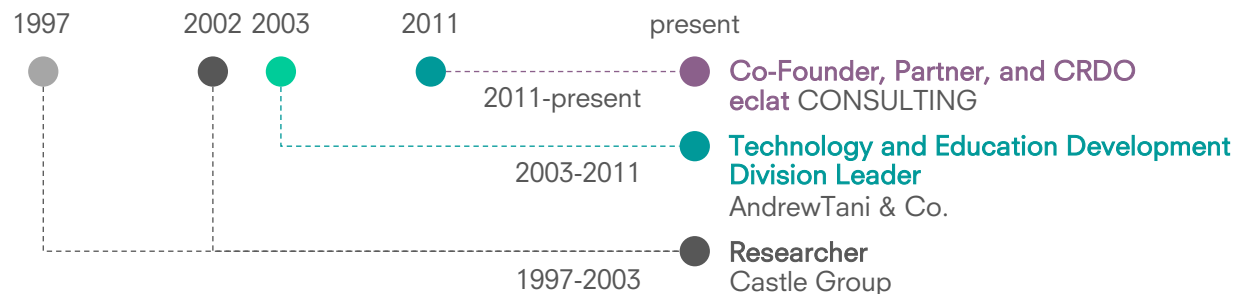 1997 2002 2003 2011 present
Co-Founder, Partner, and CRDO
2011-present
eclat CONSULTING
Technology and Education Development
2003-2011
Division Leader
AndrewTani & Co.
Researcher
1997-2003
Castle Group